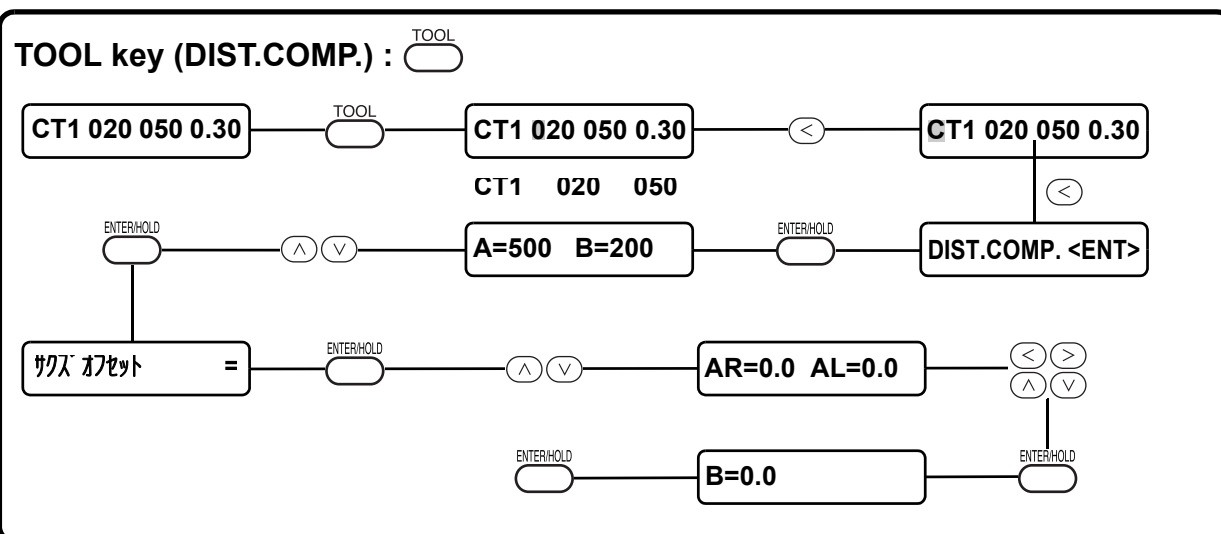 TOOL key (DIST.COMP.) : TOOL
CT1 020 050 0.30
TOOL
CT1 020 050 0.30
<
CT1 020 050 0.30
CT1 020 050
<
ENTER/HOLD
A=500 B=200
ENTER/HOLD
DIST.COMP. <ENT>
サクズ オフセット =
ENTER/HOLD
AR=0.0 AL=0.0
< >
ENTER/HOLD
B=0.0
ENTER/HOLD